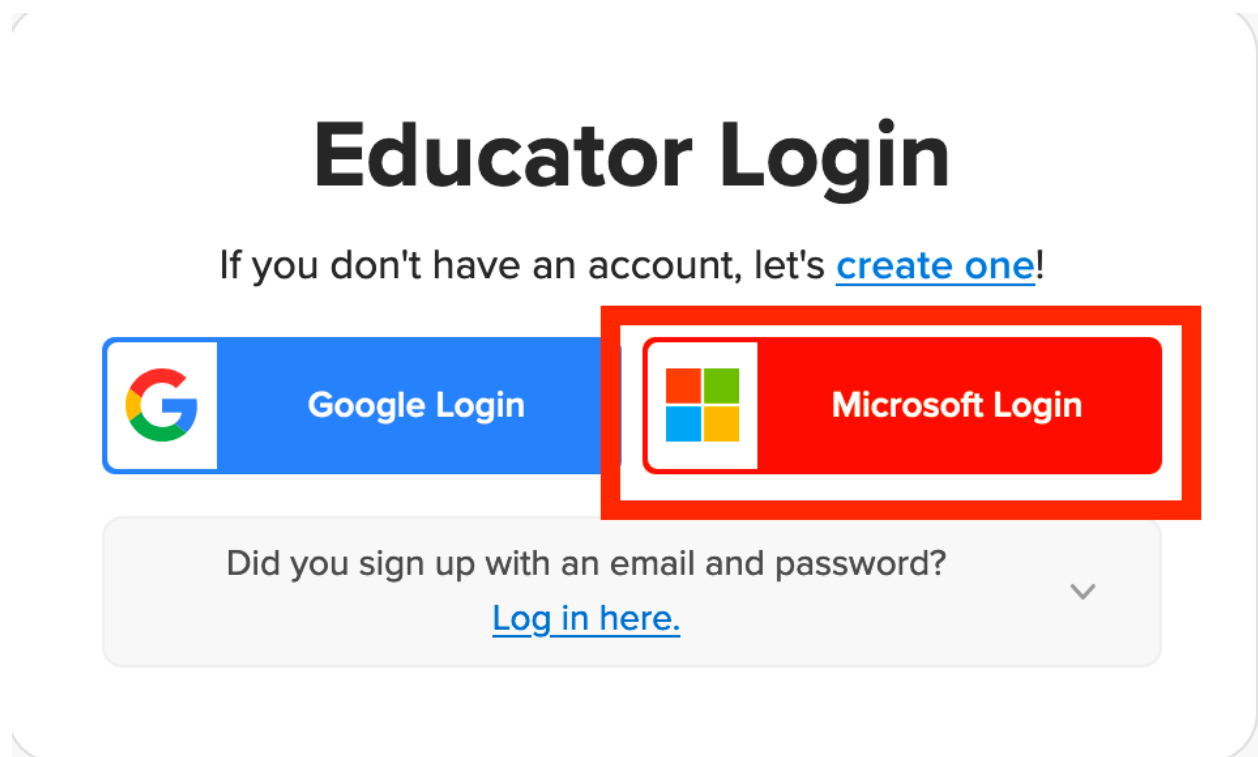 Educator Login
If you don't have an account, let's create one!
Google Login
Microsoft Login
Did you sign up with an email and password?
Log in here.